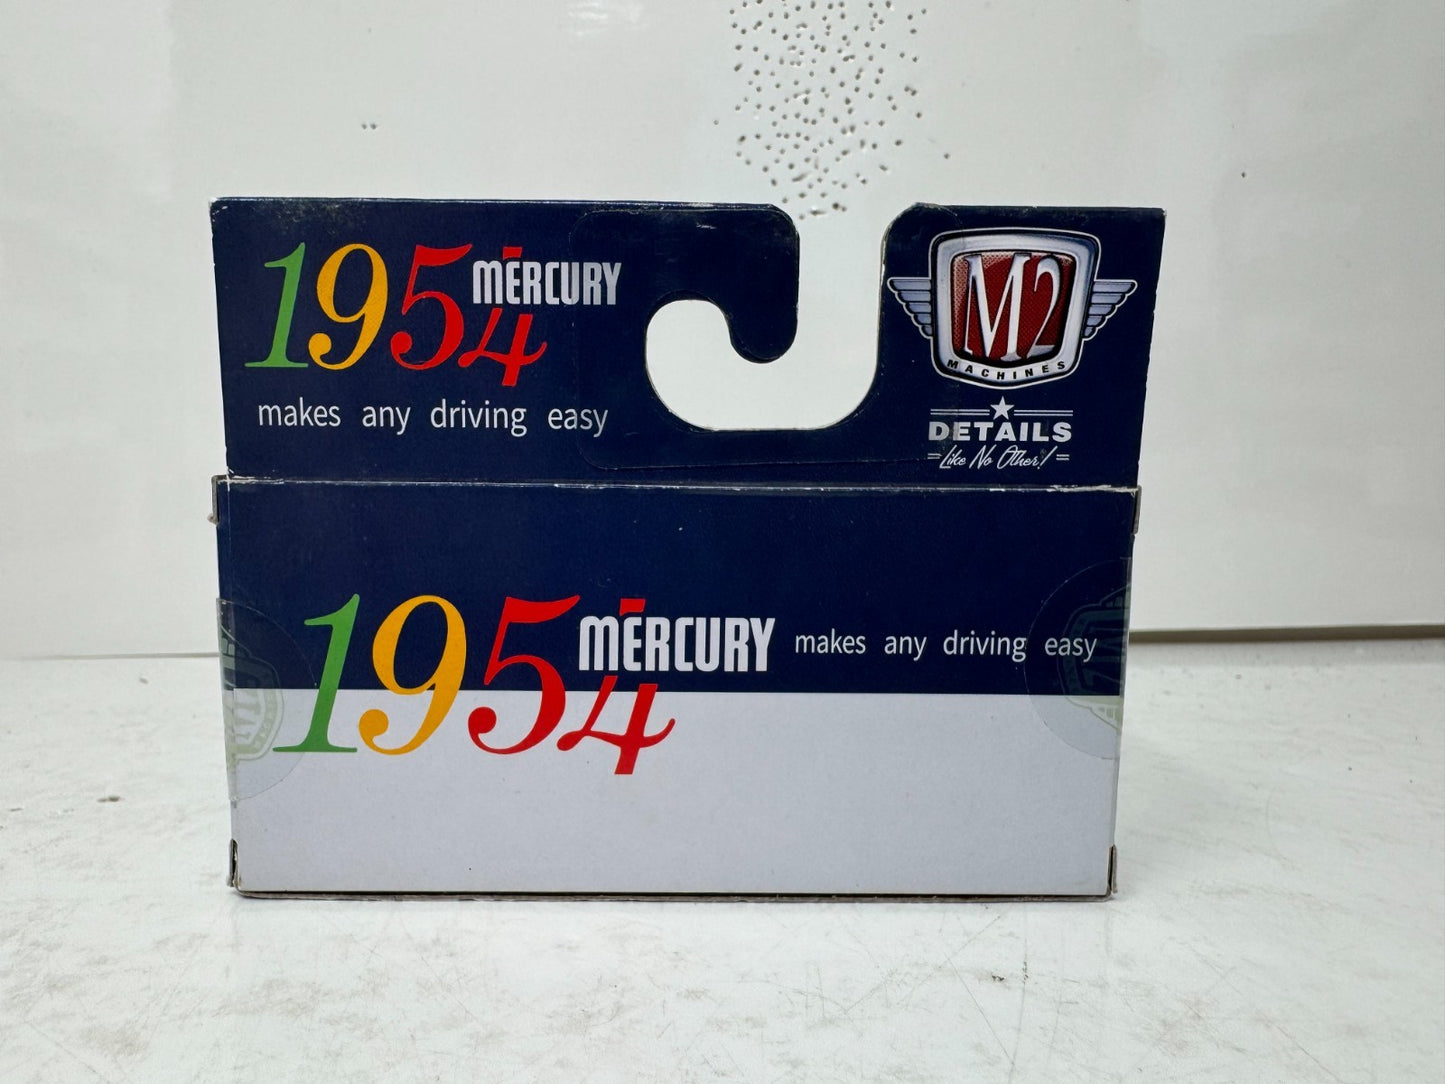 1954 MERCURY
makes any driving easy
M2
MACHINES
DETAILS
Like No Other!
1954 MERCURY makes any driving easy